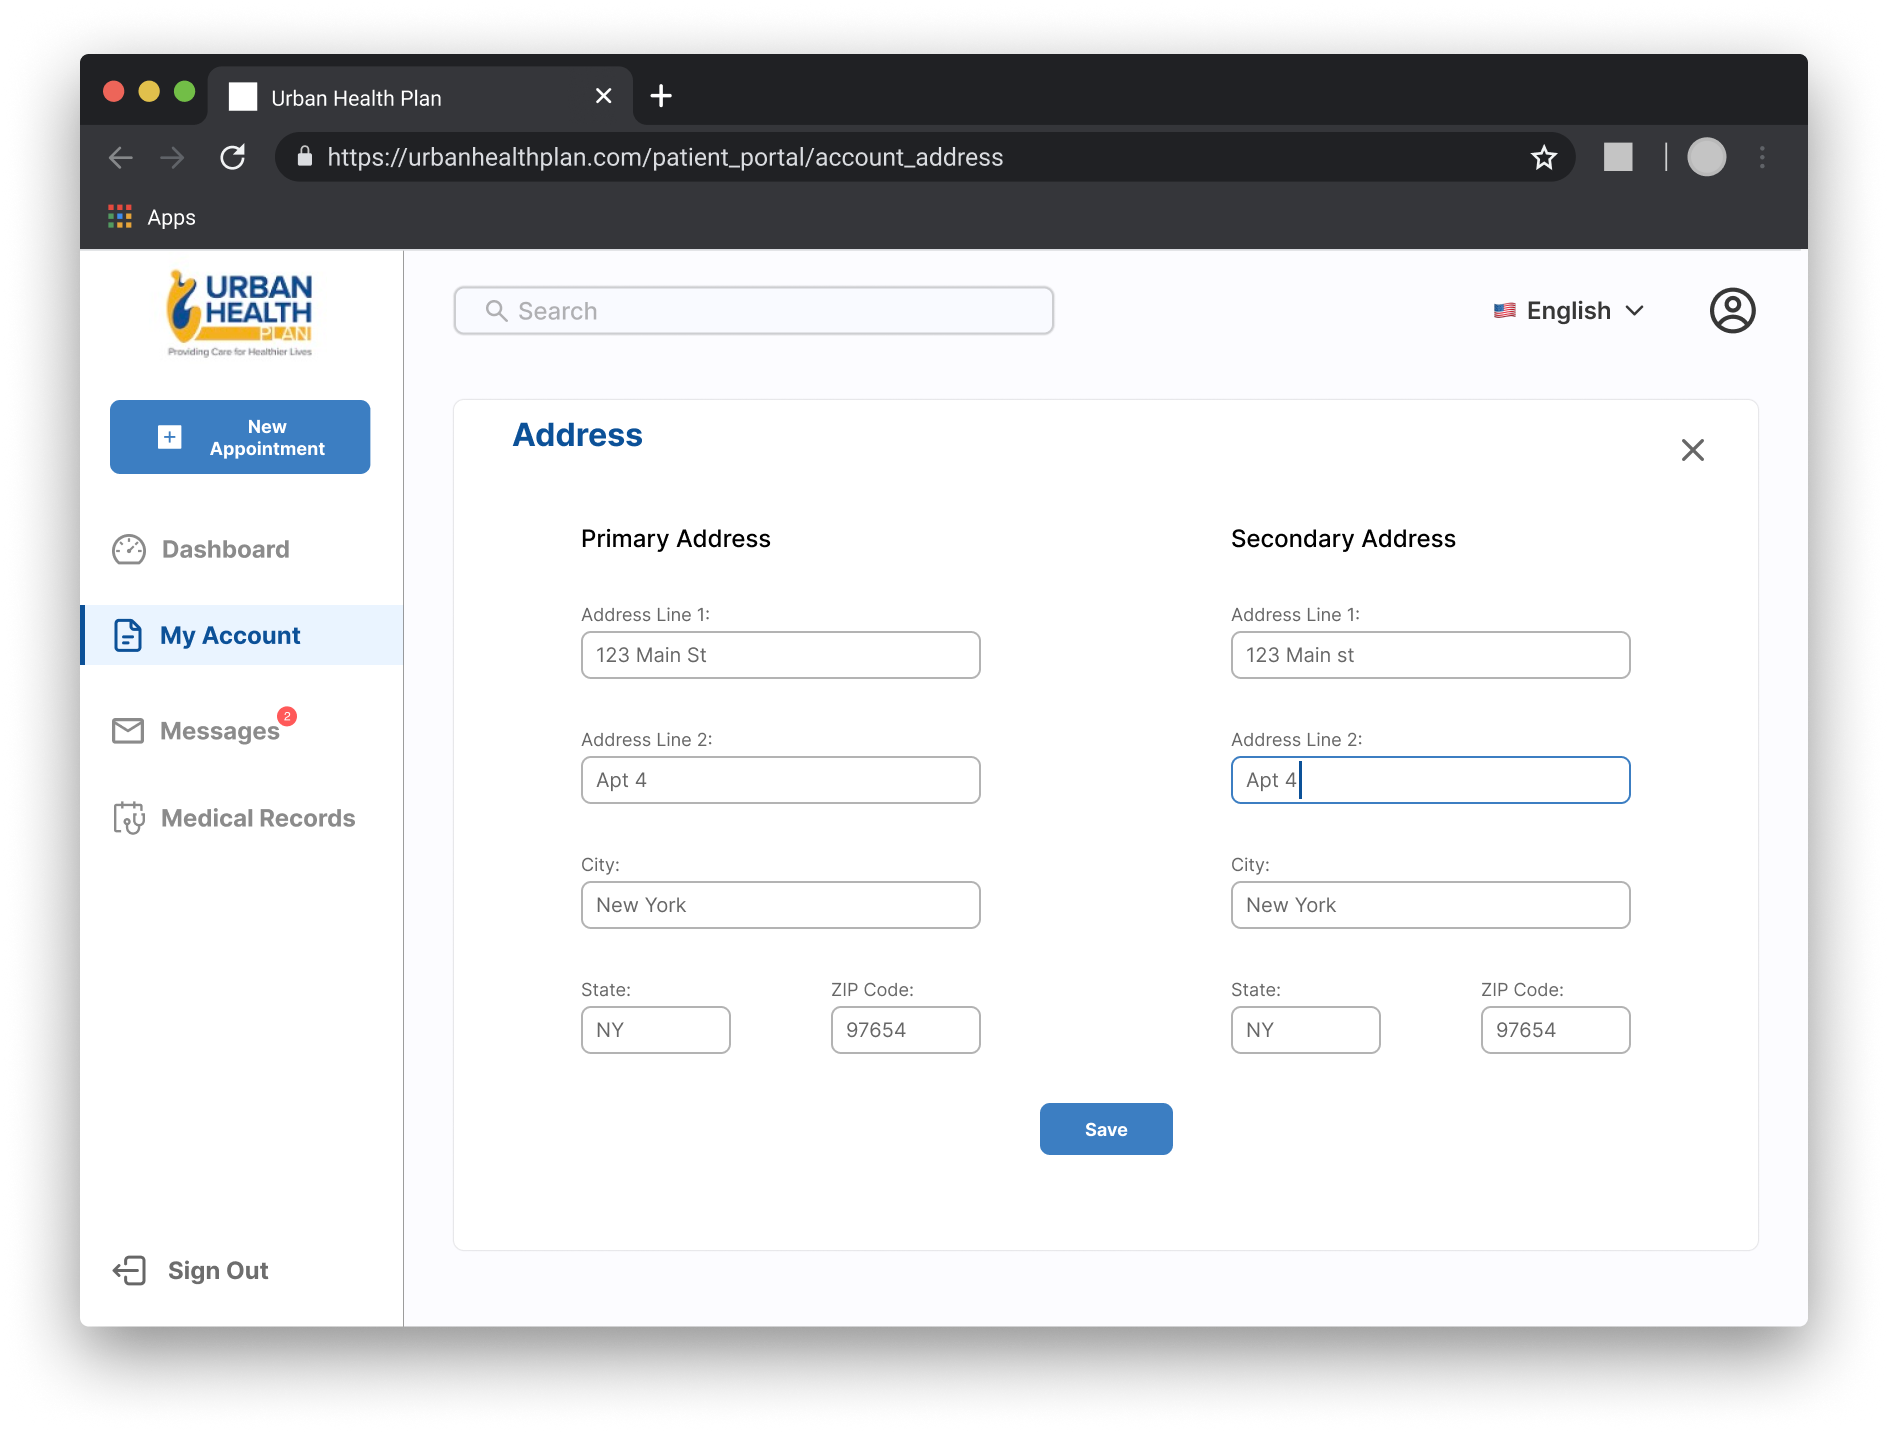 Urban Health Plan
https://urbanhealthplan.com/patient_portal/account_address
Apps
URBAN
HEALTH
PLAN
Providing Care for Healthier Lives
Search
English
New
Appointment
Dashboard
My Account
Messages
2
Medical Records
Sign Out
Address
Primary Address
Address Line 1:
123 Main St
Address Line 2:
Apt 4
City:
New York
State:
NY
ZIP Code:
97654
Secondary Address
Address Line 1:
123 Main st
Address Line 2:
Apt 4
City:
New York
State:
NY
ZIP Code:
97654
Save